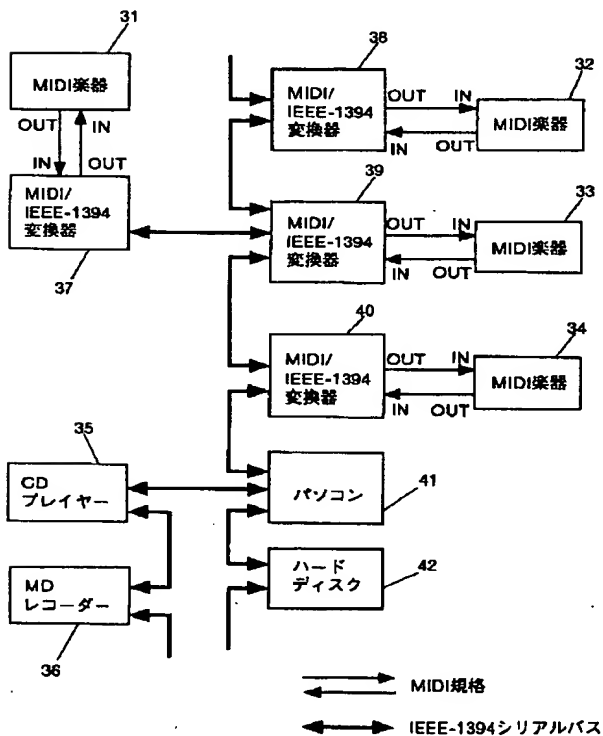 31
MIDI楽器
OUT
IN
IN
OUT
MIDI/
IEEE-1394
変換器
37
38
MIDI/
IEEE-1394
変換器
OUT
IN
IN
OUT
32
MIDI楽器
39
MIDI/
IEEE-1394
変換器
OUT
IN
IN
OUT
33
MIDI楽器
40
MIDI/
IEEE-1394
変換器
OUT
IN
IN
OUT
34
MIDI楽器
35
CD
プレイヤー
パソコン
41
MD
レコーダー
36
ハード
ディスク
42
MIDI規格
IEEE-1394シリアルバス